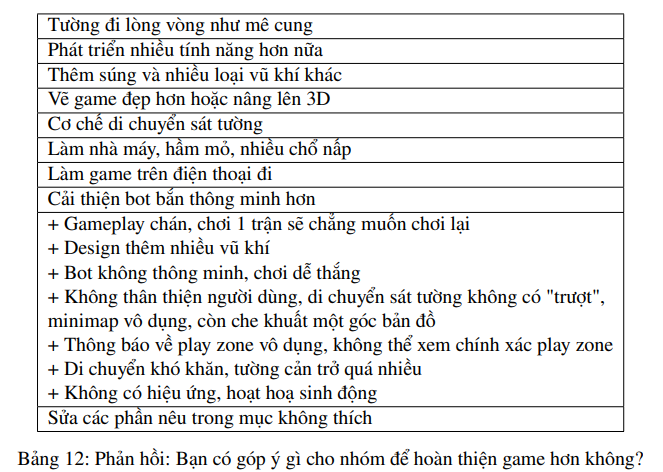 Tường đi lòng vòng như mê cung
Phát triển nhiều tính năng hơn nữa
Thêm súng và nhiều loại vũ khí khác
Vẽ game đẹp hơn hoặc nâng lên 3D
Cơ chế di chuyển sát tường
Làm nhà máy, hầm mỏ, nhiều chổ nấp
Làm game trên điện thoại đi
Cải thiện bot bắn thông minh hơn
+ Gameplay chán, chơi 1 trận sẽ chẳng muốn chơi lại
+ Design thêm nhiều vũ khí
+ Bot không thông minh, chơi dễ thắng
+ Không thân thiện người dùng, di chuyển sát tường không có "trượt",
minimap vô dụng, còn che khuất một góc bản đồ
+ Thông báo về play zone vô dụng, không thể xem chính xác play zone
+ Di chuyển khó khăn, tường cản trở quá nhiều
+ Không có hiệu ứng, hoạt hoạ sinh động
Sửa các phần nêu trong mục không thích
Bảng 12: Phản hồi: Bạn có góp ý gì cho nhóm để hoàn thiện game hơn không?